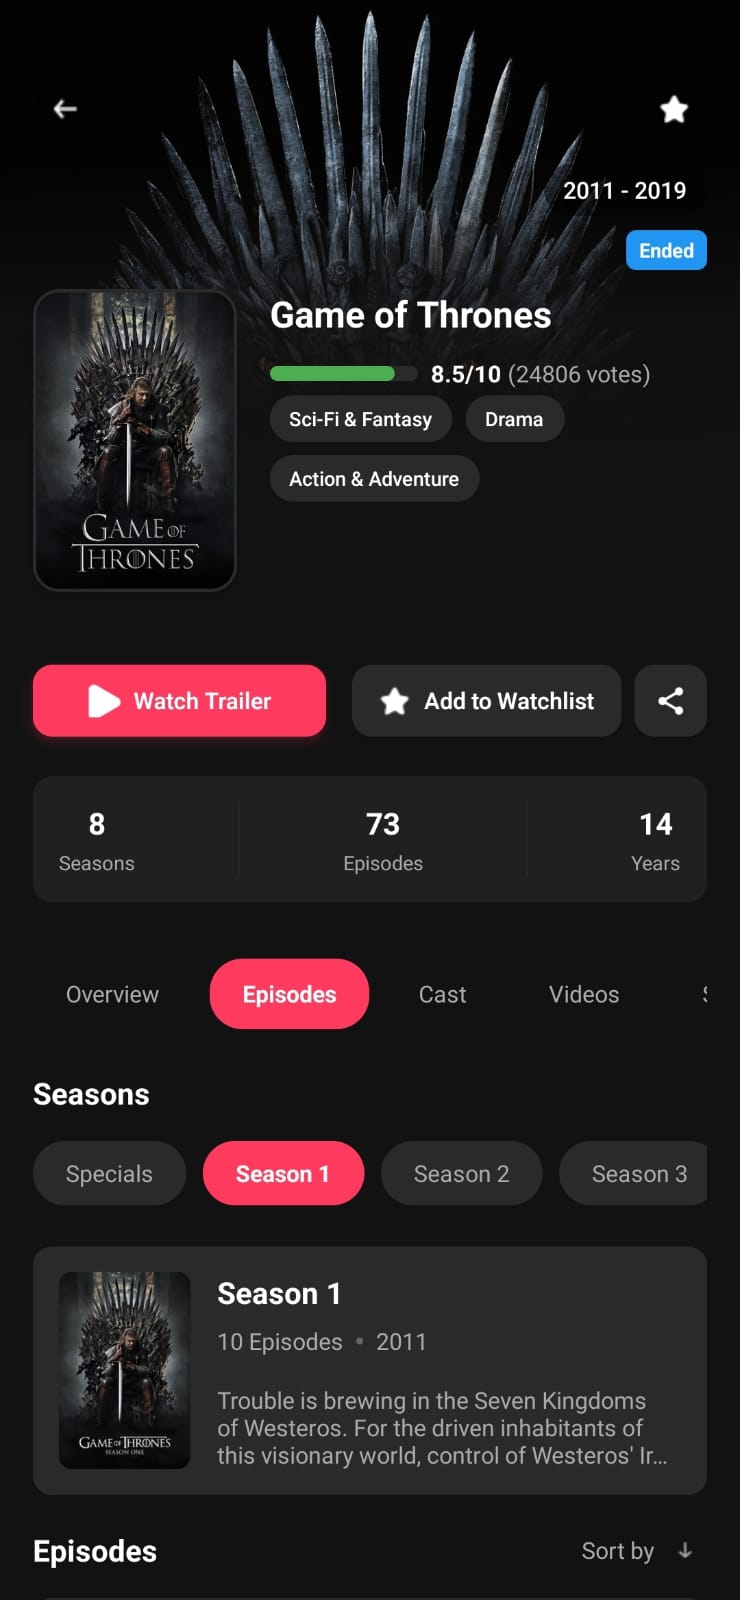 2011 - 2019
Ended
Game of Thrones
8.5/10 (24806 votes)
Sci-Fi & Fantasy
Drama
Action & Adventure
GAME OF
THRONES
Watch Trailer
Add to Watchlist
8
Seasons
73
Episodes
14
Years
Overview
Episodes
Cast
Videos
Seasons
Specials
Season 1
Season 2
Season 3
GAME OF THRONES
SEASON ONE
Season 1
10 Episodes • 2011
Trouble is brewing in the Seven Kingdoms
of Westeros. For the driven inhabitants of
this visionary world, control of Westeros' Ir...
Episodes
Sort by